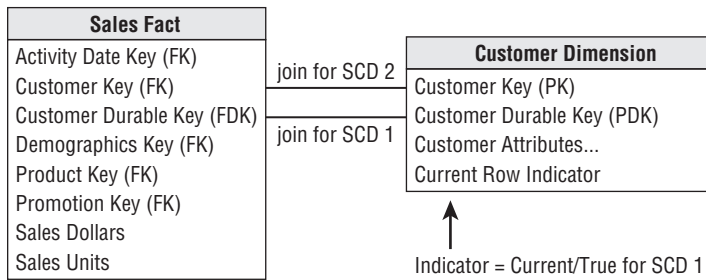 Sales Fact
Activity Date Key (FK)
Customer Key (FK)
Customer Durable Key (FDK)
Demographics Key (FK)
Product Key (FK)
Promotion Key (FK)
Sales Dollars
Sales Units
join for SCD 2
join for SCD 1
Customer Dimension
Customer Key (PK)
Customer Durable Key (PDK)
Customer Attributes...
Current Row Indicator
Indicator = Current/True for SCD 1